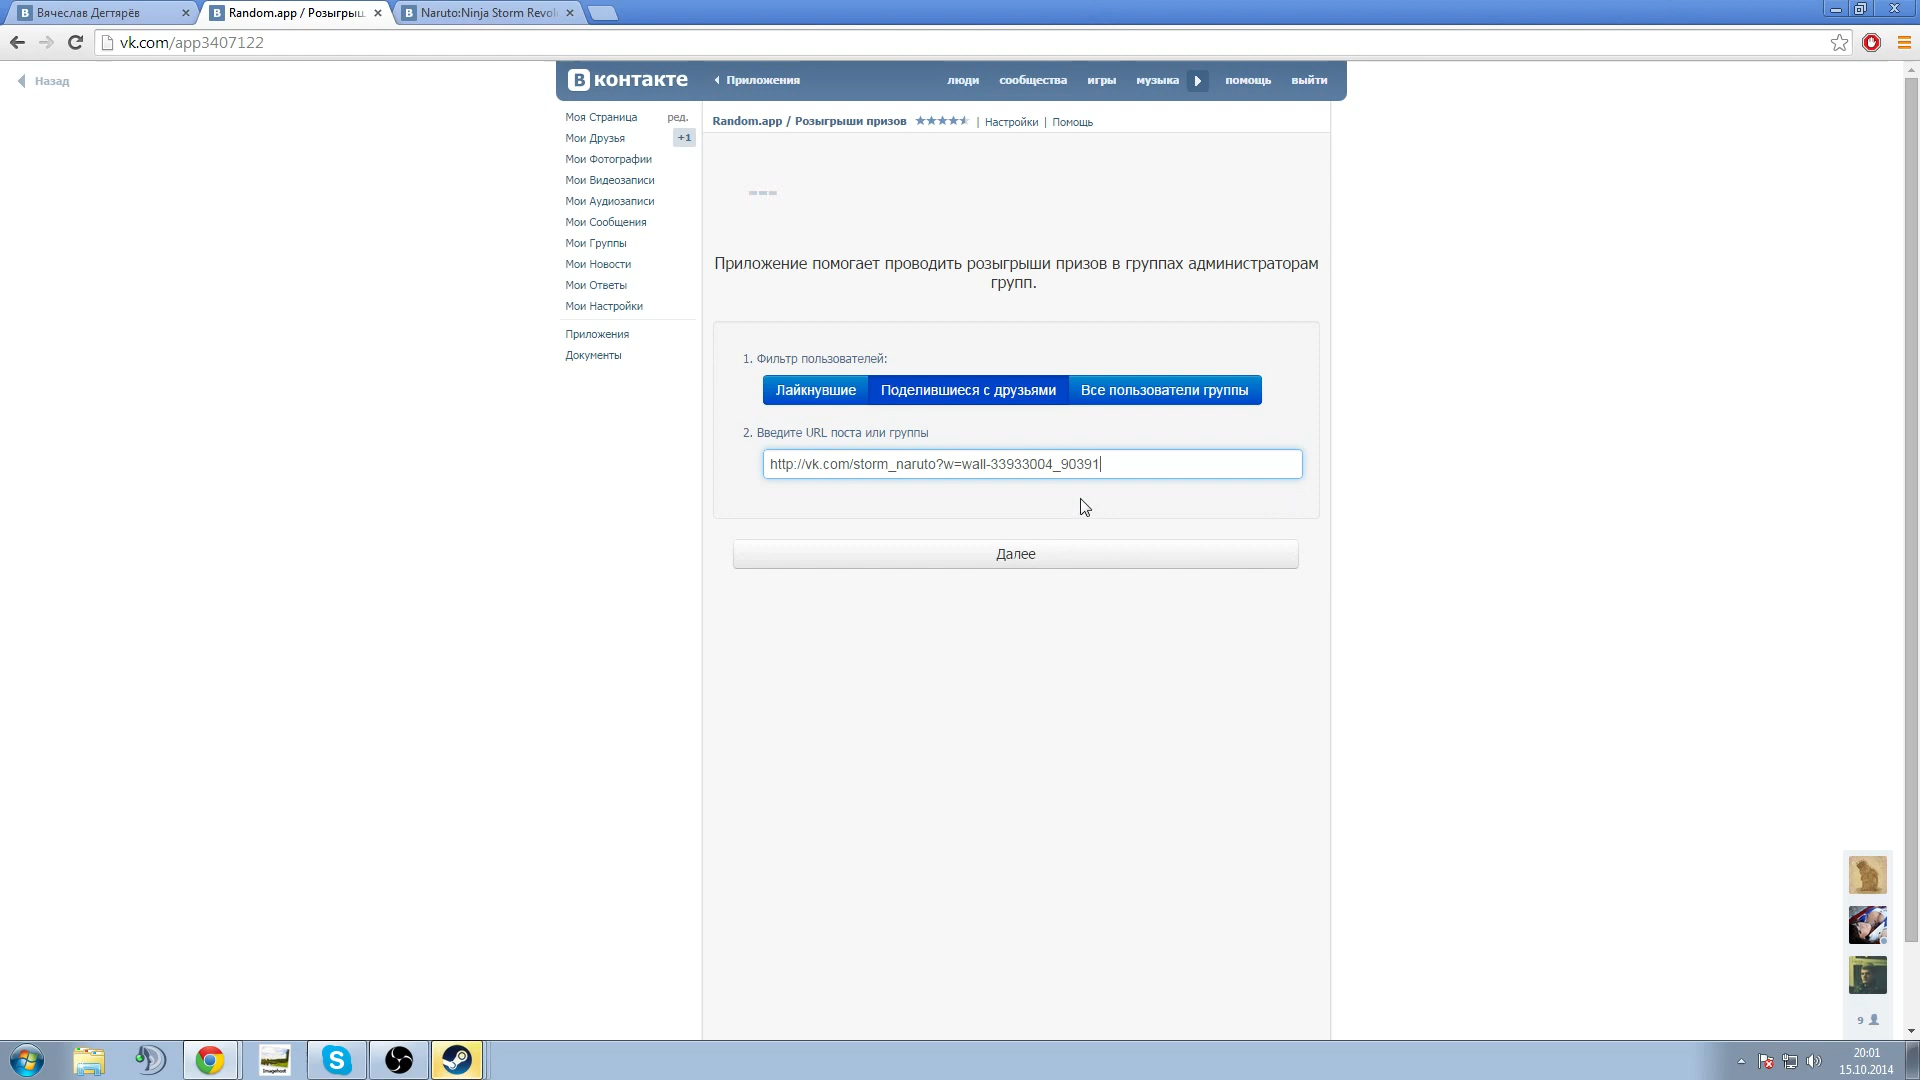 Вячеслав Дегтярёв
Random.app / Розыгрыш
Naruto:Ninja Storm Revol
vk.com/app3407122
Назад
В контакте
Приложения
люди
сообщества
игры
музыка
помощь
выйти
Моя Страница
ред.
Мои Друзья
+1
Мои Фотографии
Мои Видеозаписи
Мои Аудиозаписи
Мои Сообщения
Мои Группы
Мои Новости
Мои Ответы
Мои Настройки
Приложения
Документы
Random.app / Розыгрыши призов
| Настройки | Помощь
Приложение помогает проводить розыгрыши призов в группах администраторам
групп.
1. Фильтр пользователей:
Лайкнувшие
Поделившиеся с друзьями
Все пользователи группы
2. Введите URL поста или группы
http://vk.com/storm_naruto?w=wall-33933004_90391
Далее
9
Imagehost
20:01
15.10.2014